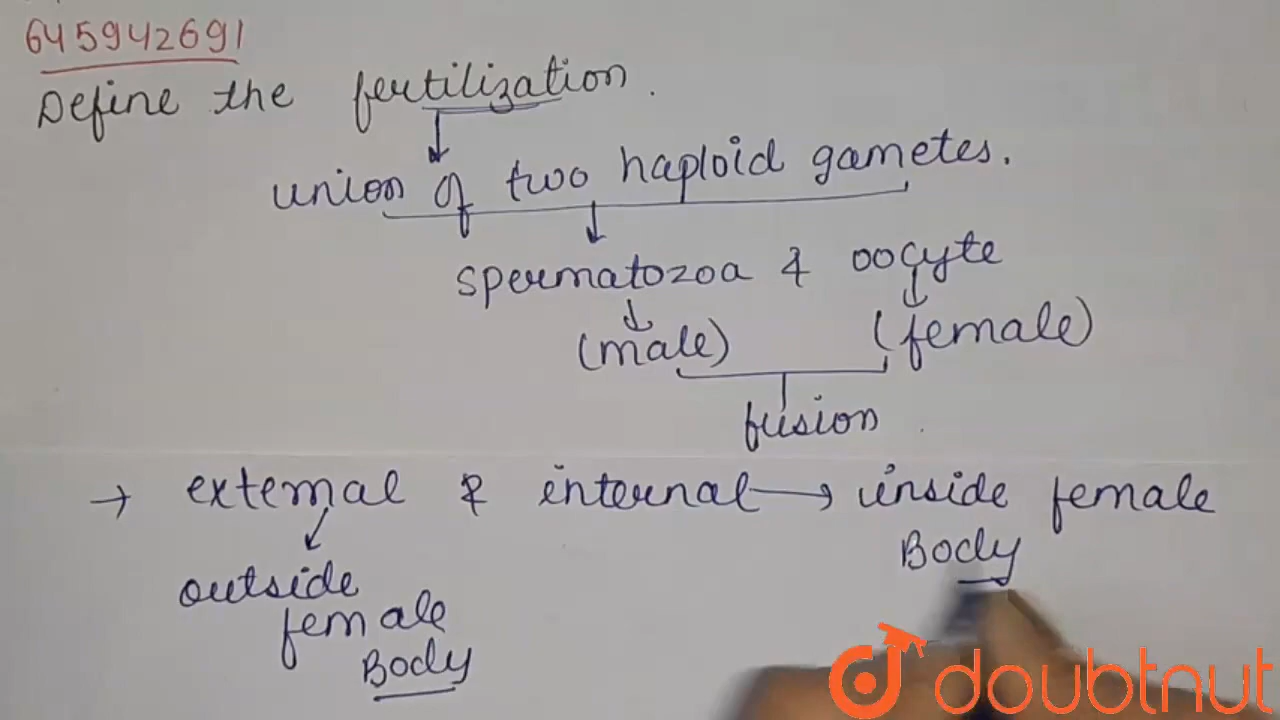 645942691
Define the fertilization.
union of two haploid gametes.
spermatozoa & oocyte
(male) (female)
fusion
→ external & internal → inside female
Body
outside
female
Body
doubtnut